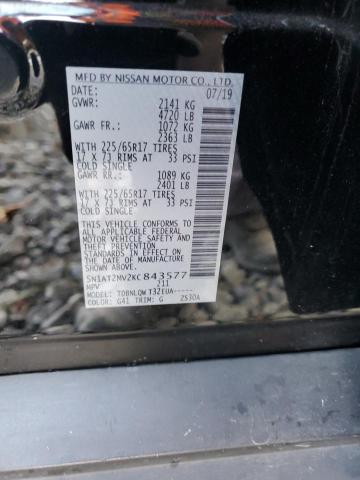 MFD BY NISSAN MOTOR CO., LTD.
DATE: 07/19
GVWR: 2141 KG
4720 LB
GAWR FR: 1072 KG
2363 LB
WITH 225/65R17 TIRES
17 X 7J RIMS AT 33 PSI
COLD SINGLE
GAWR RR.: 1089 KG
2401 LB
WITH 225/65R17 TIRES
17 X 7J RIMS AT 33 PSI
COLD SINGLE
THIS VEHICLE CONFORMS TO ALL
APPLICABLE FEDERAL MOTOR
VEHICLE SAFETY, BUMPER, AND
THEFT PREVENTION STANDARDS
IN EFFECT ON THE DATE OF
MANUFACTURE SHOWN ABOVE.
5N1AT2MV2KC843577
MPV 211
MODEL: TDBNLQW T32EUA-----
COLOR: G41 TRIM: G ZS30A